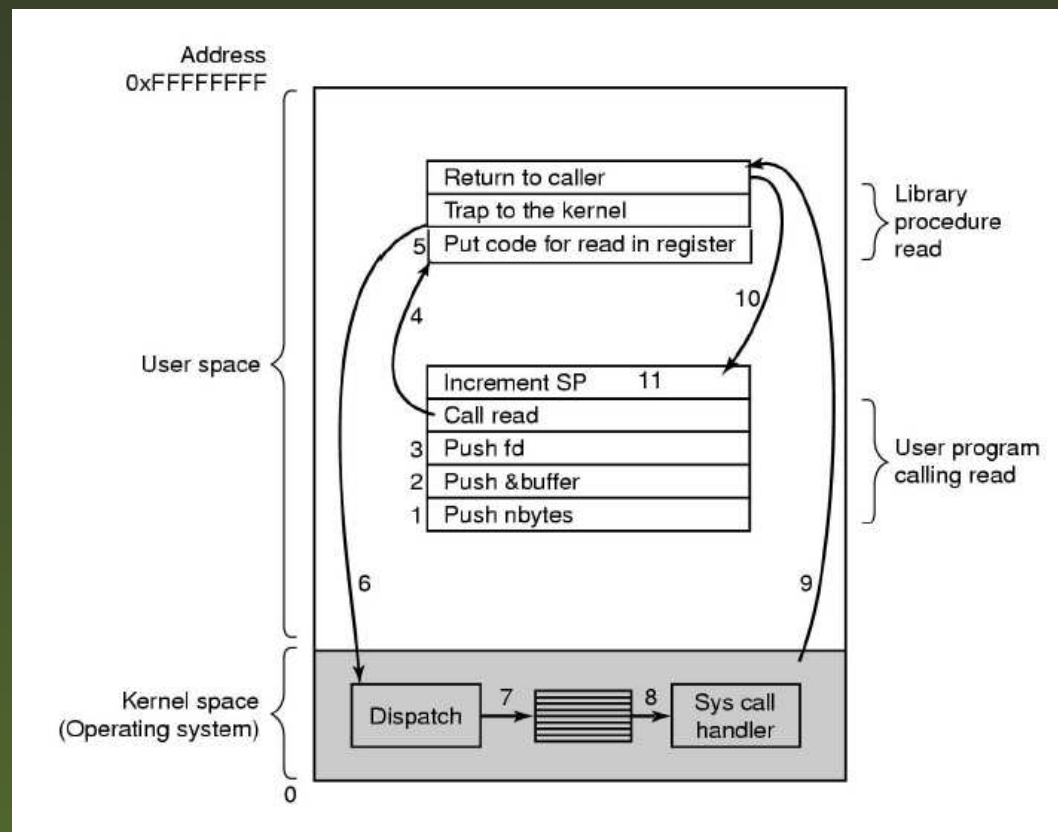 Address
0xFFFFFFFF
Return to caller
Trap to the kernel
5 Put code for read in register
Library
procedure
read
4
10
User space
Increment SP 11
Call read
3 Push fd
2 Push &buffer
1 Push nbytes
User program
calling read
6
9
Kernel space
(Operating system)
Dispatch
7
8
Sys call
handler
0